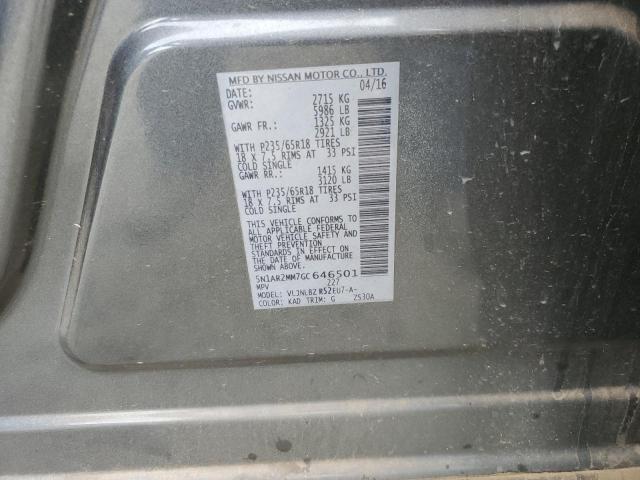 MFD BY NISSAN MOTOR CO., LTD.
DATE: 04/16
GVWR: 2715 KG
5986 LB
GAWR FR.: 1325 KG
2921 LB
WITH P235/65R18 TIRES
18 X 7.5 RIMS AT 33 PSI
COLD SINGLE
GAWR RR.: 1415 KG
3120 LB
WITH P235/65R18 TIRES
18 X 7.5 RIMS AT 33 PSI
COLD SINGLE
THIS VEHICLE CONFORMS TO
ALL APPLICABLE FEDERAL
MOTOR VEHICLE SAFETY AND
THEFT PREVENTION
STANDARDS IN EFFECT ON
THE DATE OF MANUFACTURE
SHOWN ABOVE.
5N1AR2MM7GC646501
MPV 227
MODEL: VLJNLBZ R52EU7-A-
COLOR: KAD TRIM: G ZS30A